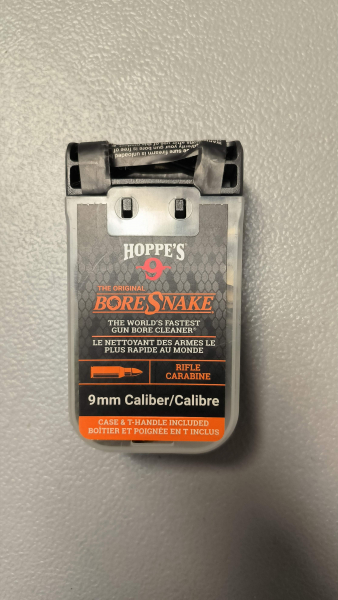 HOPPE'S
9
THE ORIGINAL
BORESNAKE
THE WORLD'S FASTEST
GUN BORE CLEANER®
LE NETTOYANT DES ARMES LE
PLUS RAPIDE AU MONDE
RIFLE
CARABINE
9mm Caliber/Calibre
CASE & T-HANDLE INCLUDED
BOÎTIER ET POIGNÉE EN T INCLUS